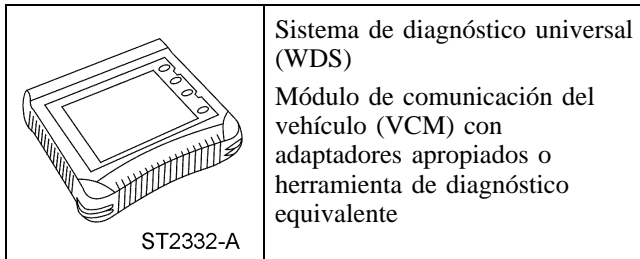 Sistema de diagnóstico universal
(WDS)
Módulo de comunicación del
vehículo (VCM) con
adaptadores apropiados o
herramienta de diagnóstico
equivalente
ST2332-A